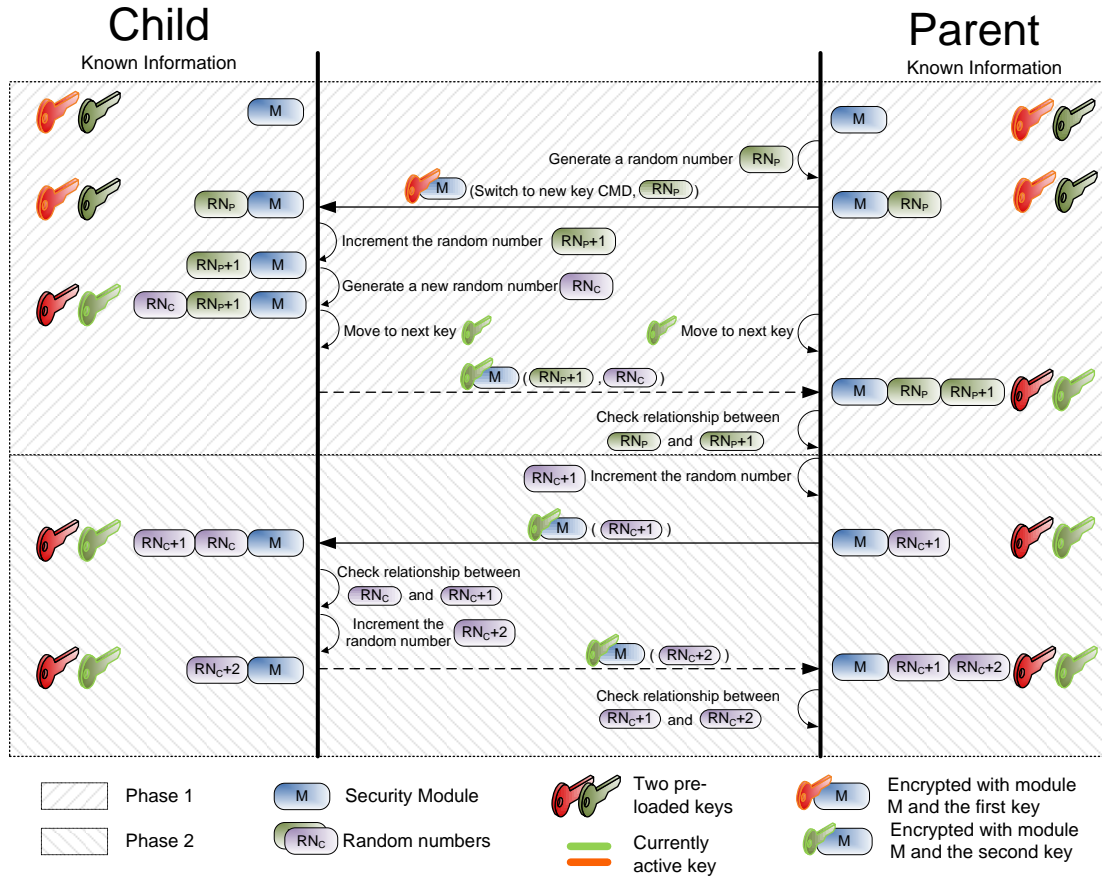 Child
Parent
Known Information
Known Information
M
M
Generate a random number RNP
M (Switch to new key CMD, RNP)
RNP M
M RNP
Increment the random number RNP+1
RNP+1 M
Generate a new random number RNC
RNC RNP+1 M
Move to next key
Move to next key
M ( RNP+1 , RNC )
M RNP RNP+1
Check relationship between
RNP and RNP+1
RNC+1 Increment the random number
M ( RNC+1 )
RNC+1 RNC M
M RNC+1
Check relationship between
RNC and RNC+1
Increment the
random number RNC+2
M ( RNC+2 )
RNC+2 M
M RNC+1 RNC+2
Check relationship between
RNC+1 and RNC+2
Phase 1
M Security Module
Two pre-
loaded keys
M Encrypted with module
M and the first key
Phase 2
RNC Random numbers
Currently
active key
M Encrypted with module
M and the second key